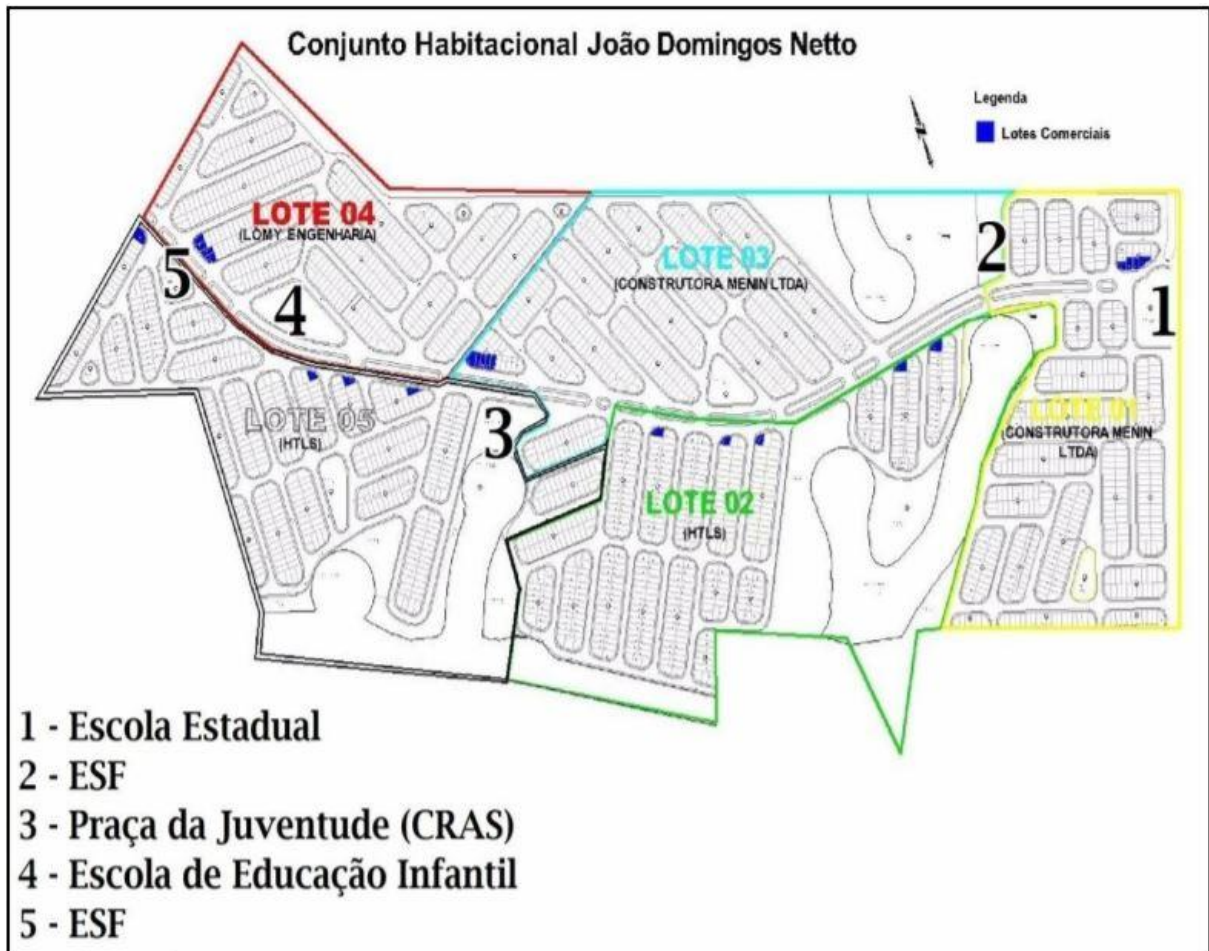 Conjunto Habitacional João Domingos Netto
Legenda
Lotes Comerciais
LOTE 04
(LOMY ENGENHARIA)
LOTE 03
(CONSTRUTORA MENIN LTDA)
2
1
5
4
LOTE 05
(HTLS)
3
LOTE 01
(CONSTRUTORA MENIN
LTDA)
LOTE 02
(HTLS)
1 - Escola Estadual
2 - ESF
3 - Praça da Juventude (CRAS)
4 - Escola de Educação Infantil
5 - ESF